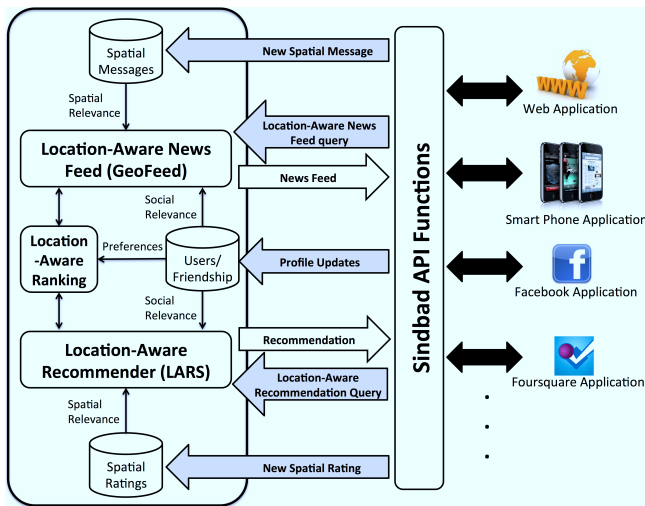 Spatial
Messages
New Spatial Message
Spatial
Relevance
Location-Aware News
Feed query
Location-Aware News
Feed (GeoFeed)
News Feed
Social
Relevance
Location
-Aware
Ranking
Preferences
Users/
Friendship
Profile Updates
Social
Relevance
Recommendation
Location-Aware
Recommender (LARS)
Location-Aware
Recommendation Query
Spatial
Relevance
Spatial
Ratings
New Spatial Rating
Sindbad API Functions
WWW
Web Application
Smart Phone Application
f
Facebook Application
Foursquare Application